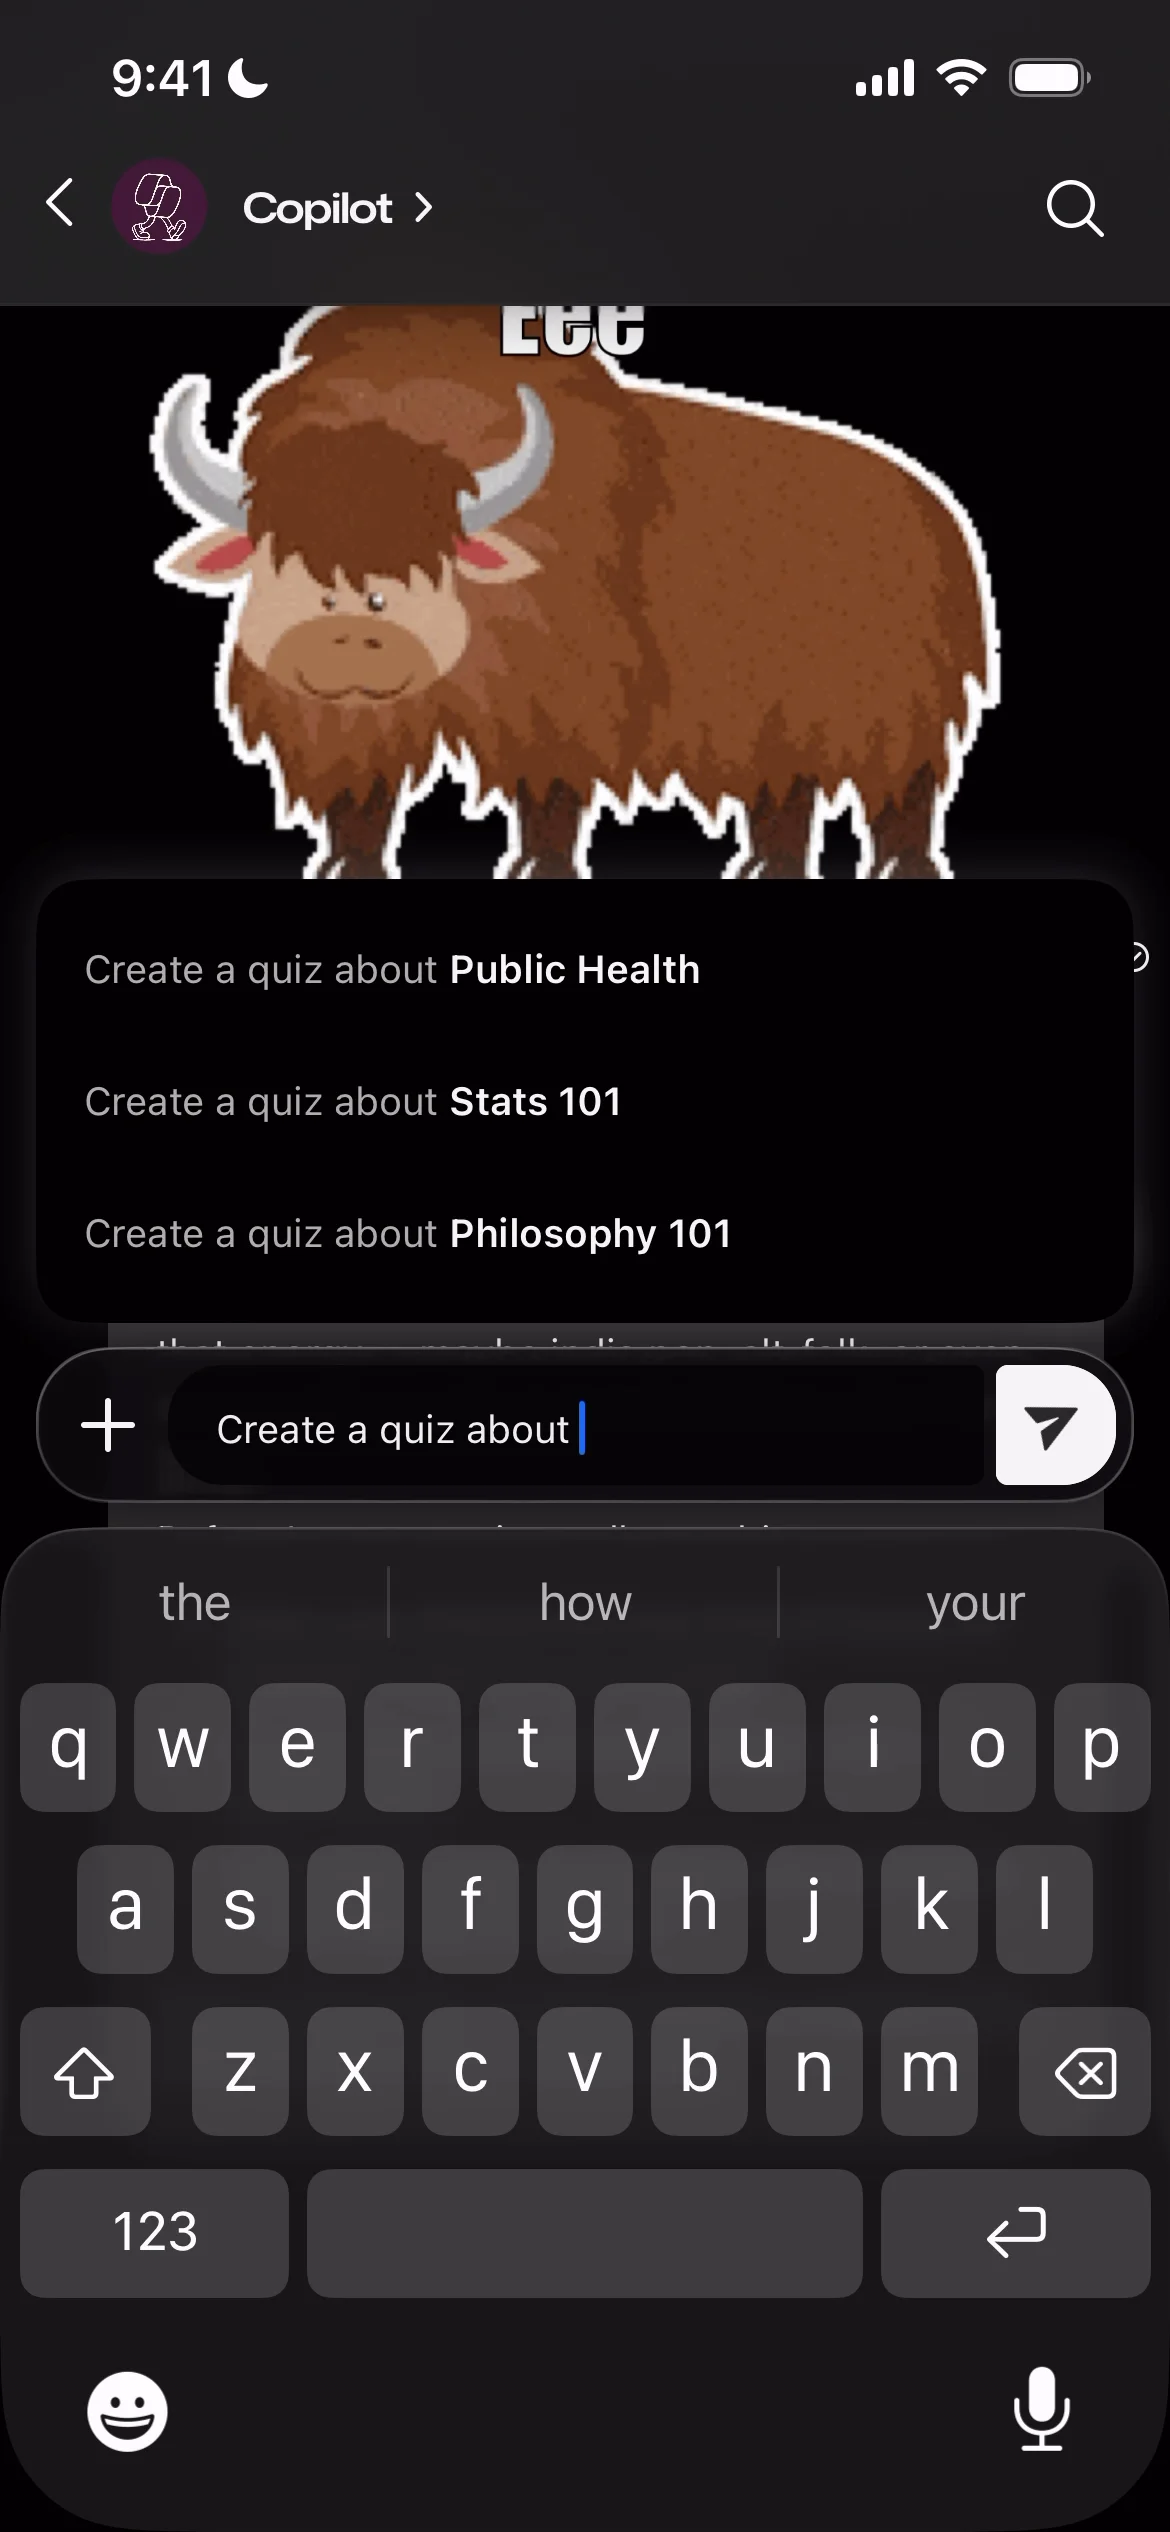 9:41
Copilot
Eee
Create a quiz about Public Health
Create a quiz about Stats 101
Create a quiz about Philosophy 101
Create a quiz about
the how your
q w e r t y u i o p
a s d f g h j k l
z x c v b n m
123